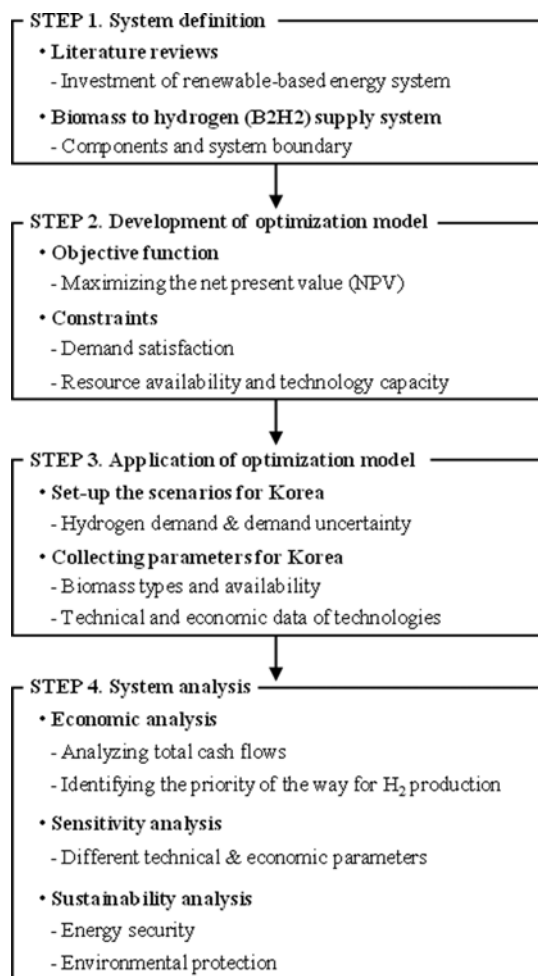 STEP 1. System definition
• Literature reviews
- Investment of renewable-based energy system
• Biomass to hydrogen (B2H2) supply system
- Components and system boundary
STEP 2. Development of optimization model
• Objective function
- Maximizing the net present value (NPV)
• Constraints
- Demand satisfaction
- Resource availability and technology capacity
STEP 3. Application of optimization model
• Set-up the scenarios for Korea
- Hydrogen demand & demand uncertainty
• Collecting parameters for Korea
- Biomass types and availability
- Technical and economic data of technologies
STEP 4. System analysis
• Economic analysis
- Analyzing total cash flows
- Identifying the priority of the way for H₂ production
• Sensitivity analysis
- Different technical & economic parameters
• Sustainability analysis
- Energy security
- Environmental protection